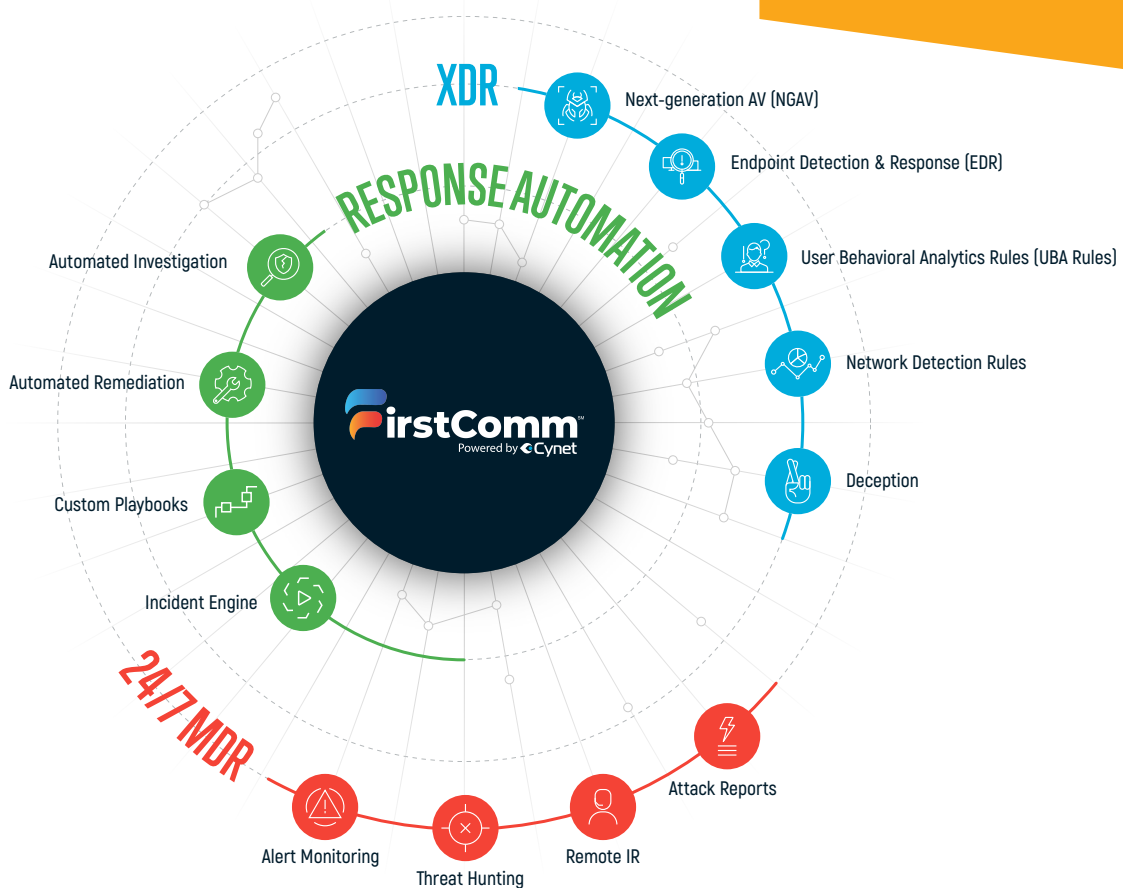 XDR
Next-generation AV (NGAV)
Endpoint Detection & Response (EDR)
User Behavioral Analytics Rules (UBA Rules)
Network Detection Rules
Deception
RESPONSE AUTOMATION
Automated Investigation
Automated Remediation
Custom Playbooks
Incident Engine
FirstComm℠
Powered by Cynet
24/7 MDR
Alert Monitoring
Threat Hunting
Remote IR
Attack Reports